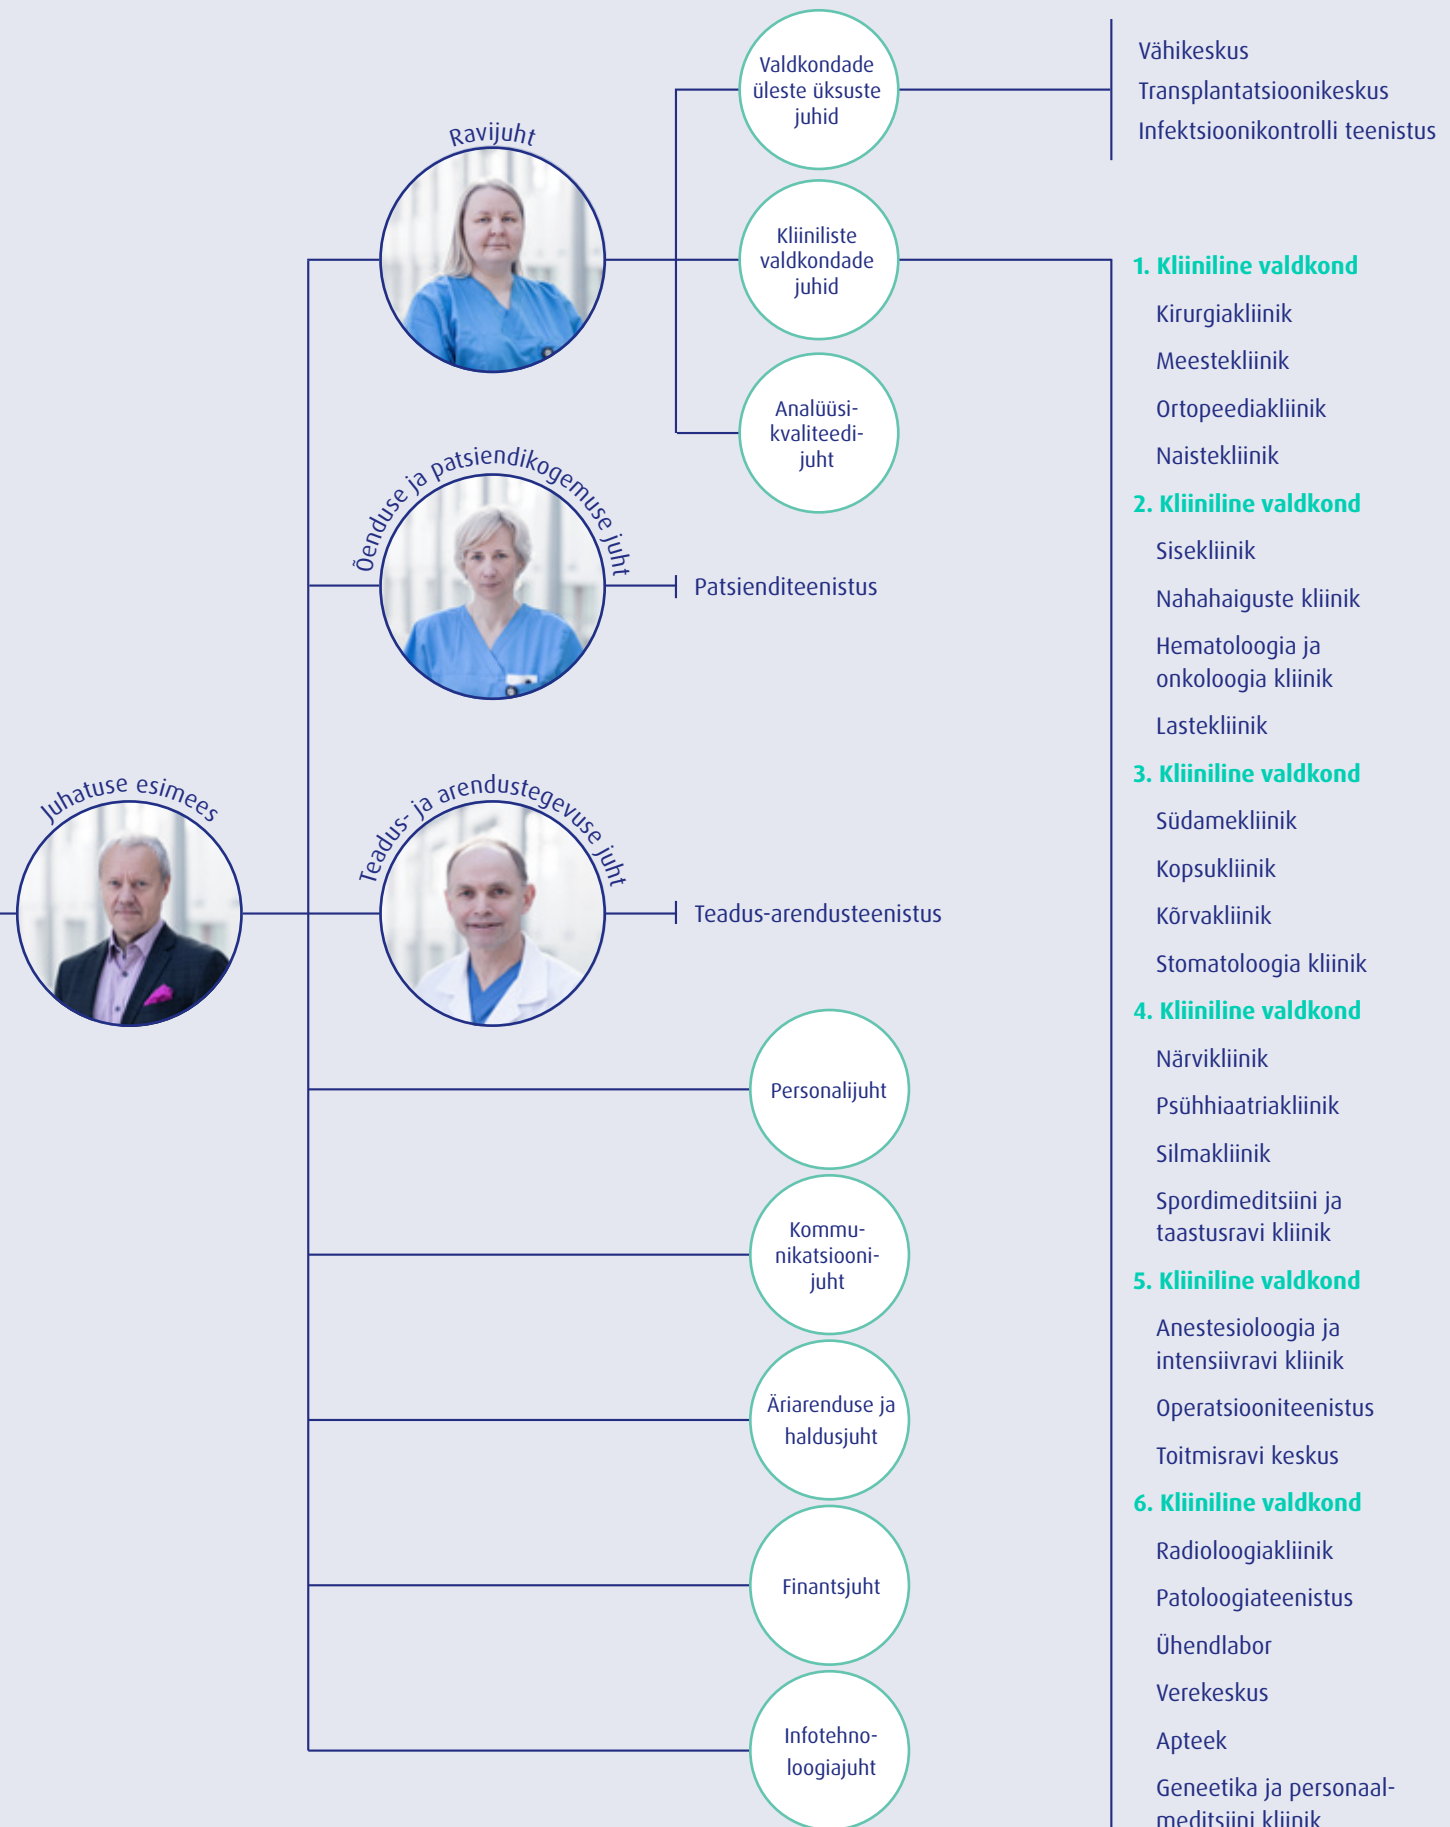 Juhatuse esimees
Ravijuht
Õenduse ja patsiendikogemuse juht
Patsienditeenistus
Teadus- ja arendustegevuse juht
Teadus-arendusteenistus
Valdkondade
üleste üksuste
juhid
Kliiniliste
valdkondade
juhid
Analüüsi-
kvaliteedi-
juht
Personalijuht
Kommu-
nikatsiooni-
juht
Äriarenduse ja
haldusjuht
Finantsjuht
Infotehno-
loogiajuht
Vähikeskus
Transplantatsioonikeskus
Infektsioonikontrolli teenistus
1. Kliiniline valdkond
Kirurgiakliinik
Meestekliinik
Ortopeediakliinik
Naistekliinik
2. Kliiniline valdkond
Sisekliinik
Nahahaiguste kliinik
Hematoloogia ja
onkoloogia kliinik
Lastekliinik
3. Kliiniline valdkond
Südamekliinik
Kopsukliinik
Kõrvakliinik
Stomatoloogia kliinik
4. Kliiniline valdkond
Närvikliinik
Psühhiaatriakliinik
Silmakliinik
Spordimeditsiini ja
taastusravi kliinik
5. Kliiniline valdkond
Anestesioloogia ja
intensiivravi kliinik
Operatsiooniteenistus
Toitmisravi keskus
6. Kliiniline valdkond
Radioloogiakliinik
Patoloogiateenistus
Ühendlabor
Verekeskus
Apteek
Geneetika ja personaal-
meditsiini kliinik